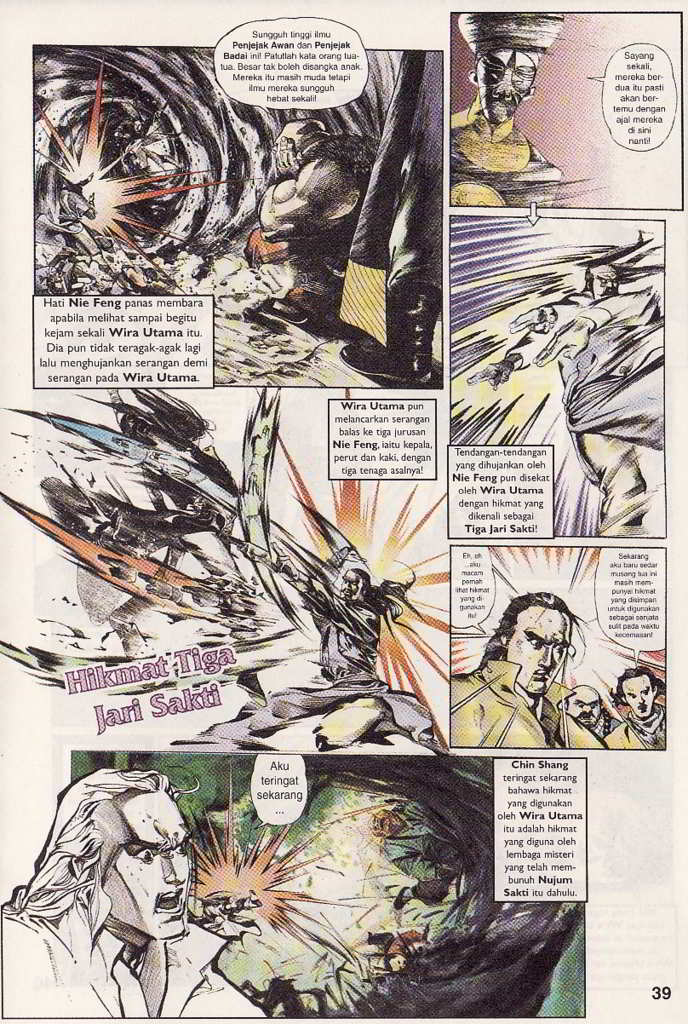 Sungguh tinggi ilmu
Penjejak Awan dan Penjejak
Badai ini! Patutlah kata orang tua-
tua. Besar tak boleh disangka anak.
Mereka itu masih muda tetapi
ilmu mereka sungguh
hebat sekali!
Sayang
sekali,
mereka ber-
dua itu pasti
akan ber-
temu dengan
ajal mereka
di sini
nanti!
Hati Nie Feng panas membara
apabila melihat sampai begitu
kejam sekali Wira Utama itu.
Dia pun tidak teragak-agak lagi
lalu menghujankan serangan demi
serangan pada Wira Utama.
Tendangan-tendangan
yang dihujankan oleh
Nie Feng pun disekat
oleh Wira Utama
dengan hikmat yang
dikenali sebagai
Tiga Jari Sakti!
Wira Utama pun
melancarkan serangan
balas ke tiga jurusan
Nie Feng, iaitu kepala,
perut dan kaki, dengan
tiga tenaga asalnya!
Hikmat Tiga
Jari Sakti
Eh, eh
...aku
macam
pernah
lihat hikmat
yang di-
gunakan
itu!
Sekarang
aku baru sedar
musang tua ini
masih mem-
punyai hikmat
yang disimpan
untuk digunakan
sebagai senjata
sulit pada waktu
kecemasan!
Aku
teringat
sekarang
...
Chin Shang
teringat sekarang
bahawa hikmat
yang digunakan
oleh Wira Utama
itu adalah hikmat
yang diguna oleh
lembaga misteri
yang telah mem-
bunuh Nujum
Sakti itu dahulu.
39